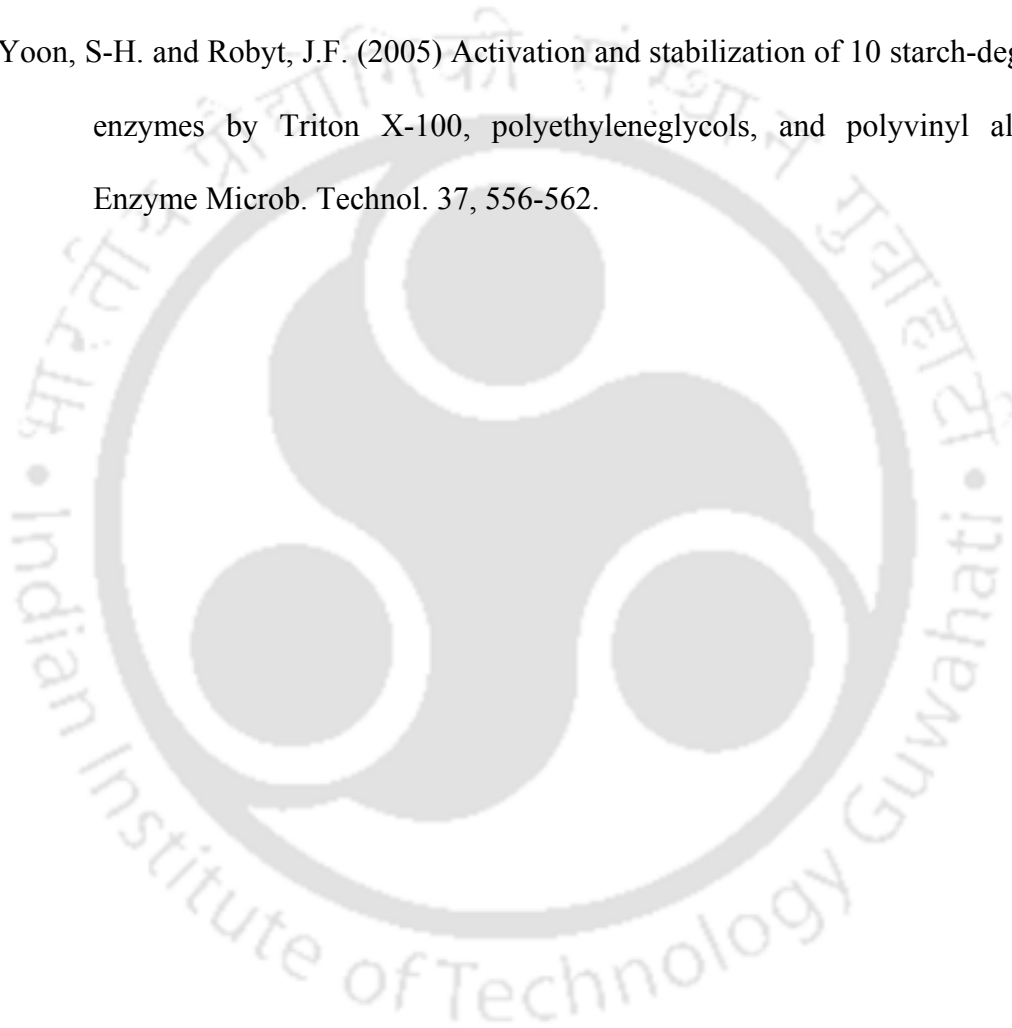 Yoon, S-H. and Robyt, J.F. (2005) Activation and stabilization of 10 starch-deg
enzymes by Triton X-100, polyethyleneglycols, and polyvinyl al
Enzyme Microb. Technol. 37, 556-562.
भारतीय प्रौद्योगिकी संस्थान गुवाहाटी
Indian Institute of Technology Guwahati